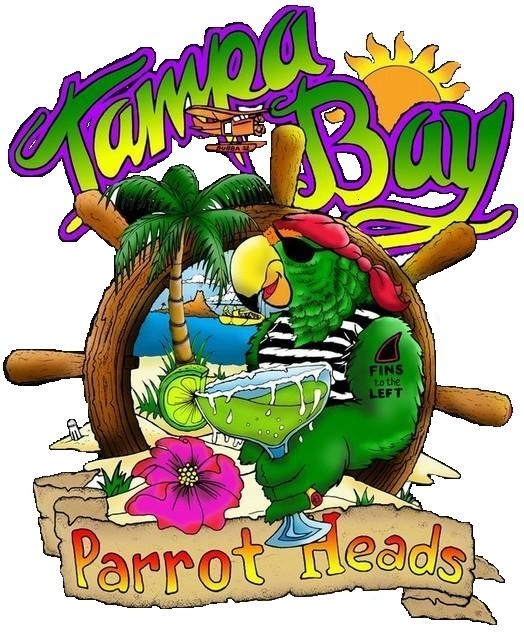 Tampa
Bay
FINS
to the
LEFT
Parrot Heads